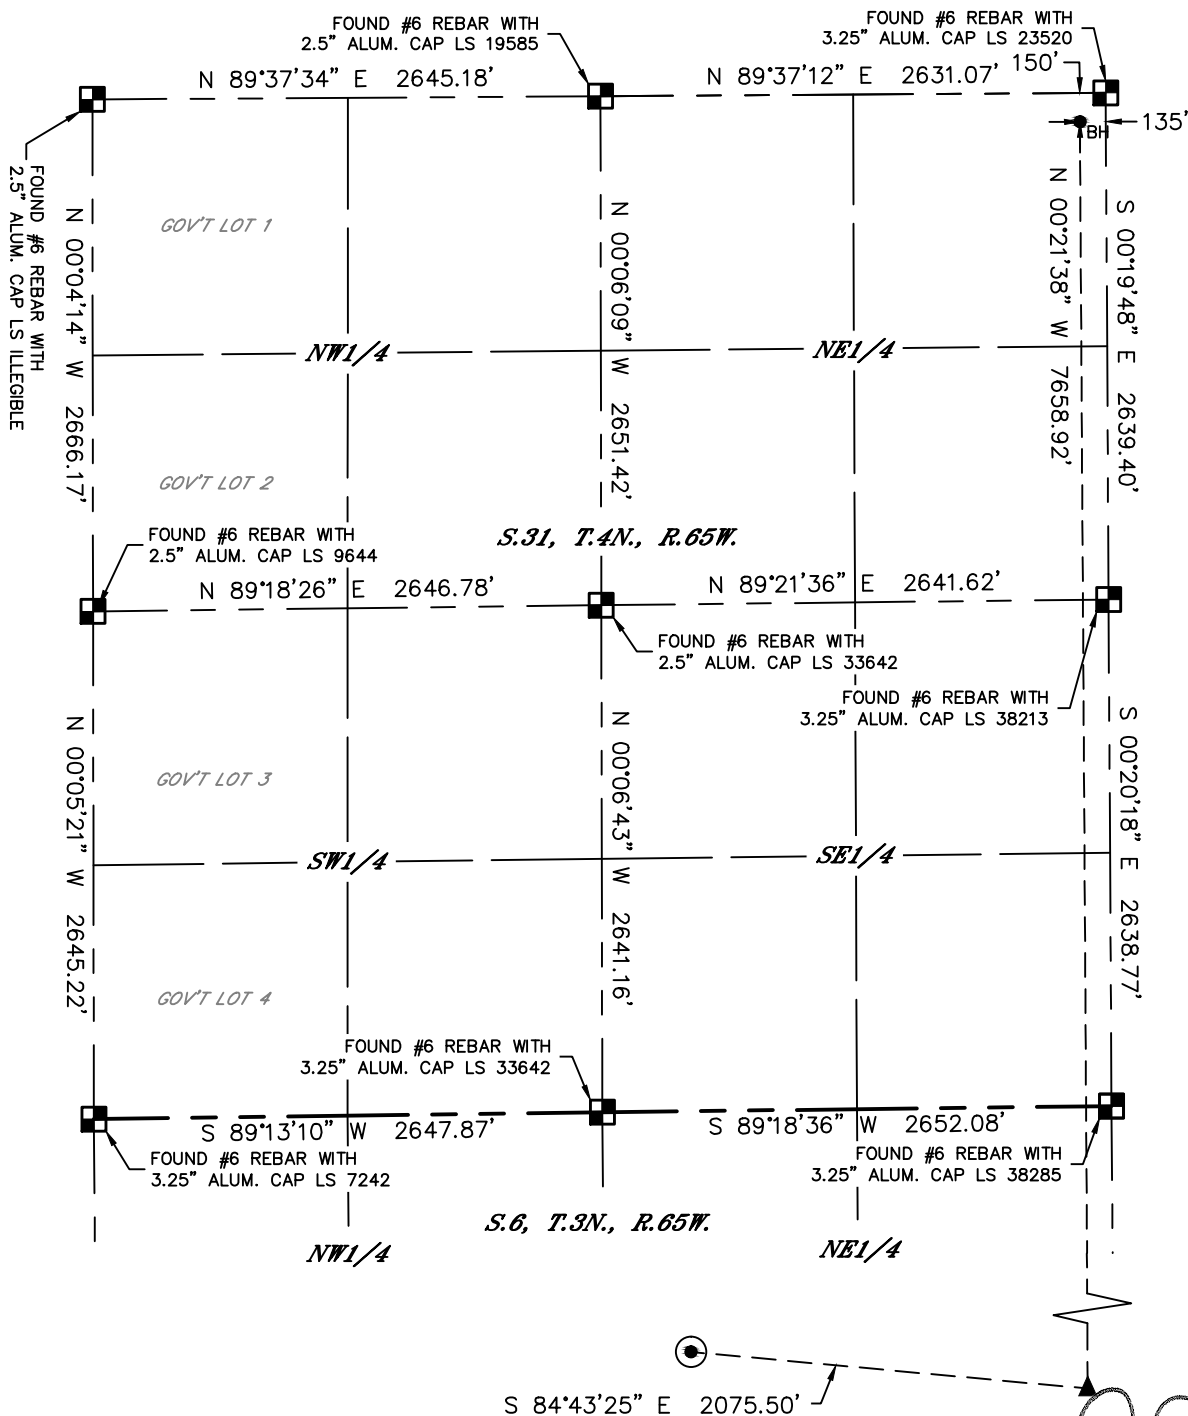 FOUND #6 REBAR WITH
2.5" ALUM. CAP LS 19585
FOUND #6 REBAR WITH
3.25" ALUM. CAP LS 23520
N 89°37'34" E 2645.18'
N 89°37'12" E 2631.07'
150'
135'
BH
FOUND #6 REBAR WITH
2.5" ALUM. CAP LS ILLEGIBLE
N 00°04'14" W 2666.17'
GOV'T LOT 1
N 00°06'09" W 2651.42'
N 00°21'38" W 7658.92'
S 00°19'48" E 2639.40'
NW1/4
NE1/4
GOV'T LOT 2
S.31, T.4N., R.65W.
FOUND #6 REBAR WITH
2.5" ALUM. CAP LS 9644
N 89°18'26" E 2646.78'
N 89°21'36" E 2641.62'
FOUND #6 REBAR WITH
2.5" ALUM. CAP LS 33642
FOUND #6 REBAR WITH
3.25" ALUM. CAP LS 38213
N 00°05'21" W 2645.22'
GOV'T LOT 3
N 00°06'43" W 2641.16'
S 00°20'18" E 2638.77'
SW1/4
SE1/4
GOV'T LOT 4
FOUND #6 REBAR WITH
3.25" ALUM. CAP LS 33642
S 89°13'10" W 2647.87'
S 89°18'36" W 2652.08'
FOUND #6 REBAR WITH
3.25" ALUM. CAP LS 7242
FOUND #6 REBAR WITH
3.25" ALUM. CAP LS 38285
S.6, T.3N., R.65W.
NW1/4
NE1/4
S 84°43'25" E 2075.50'